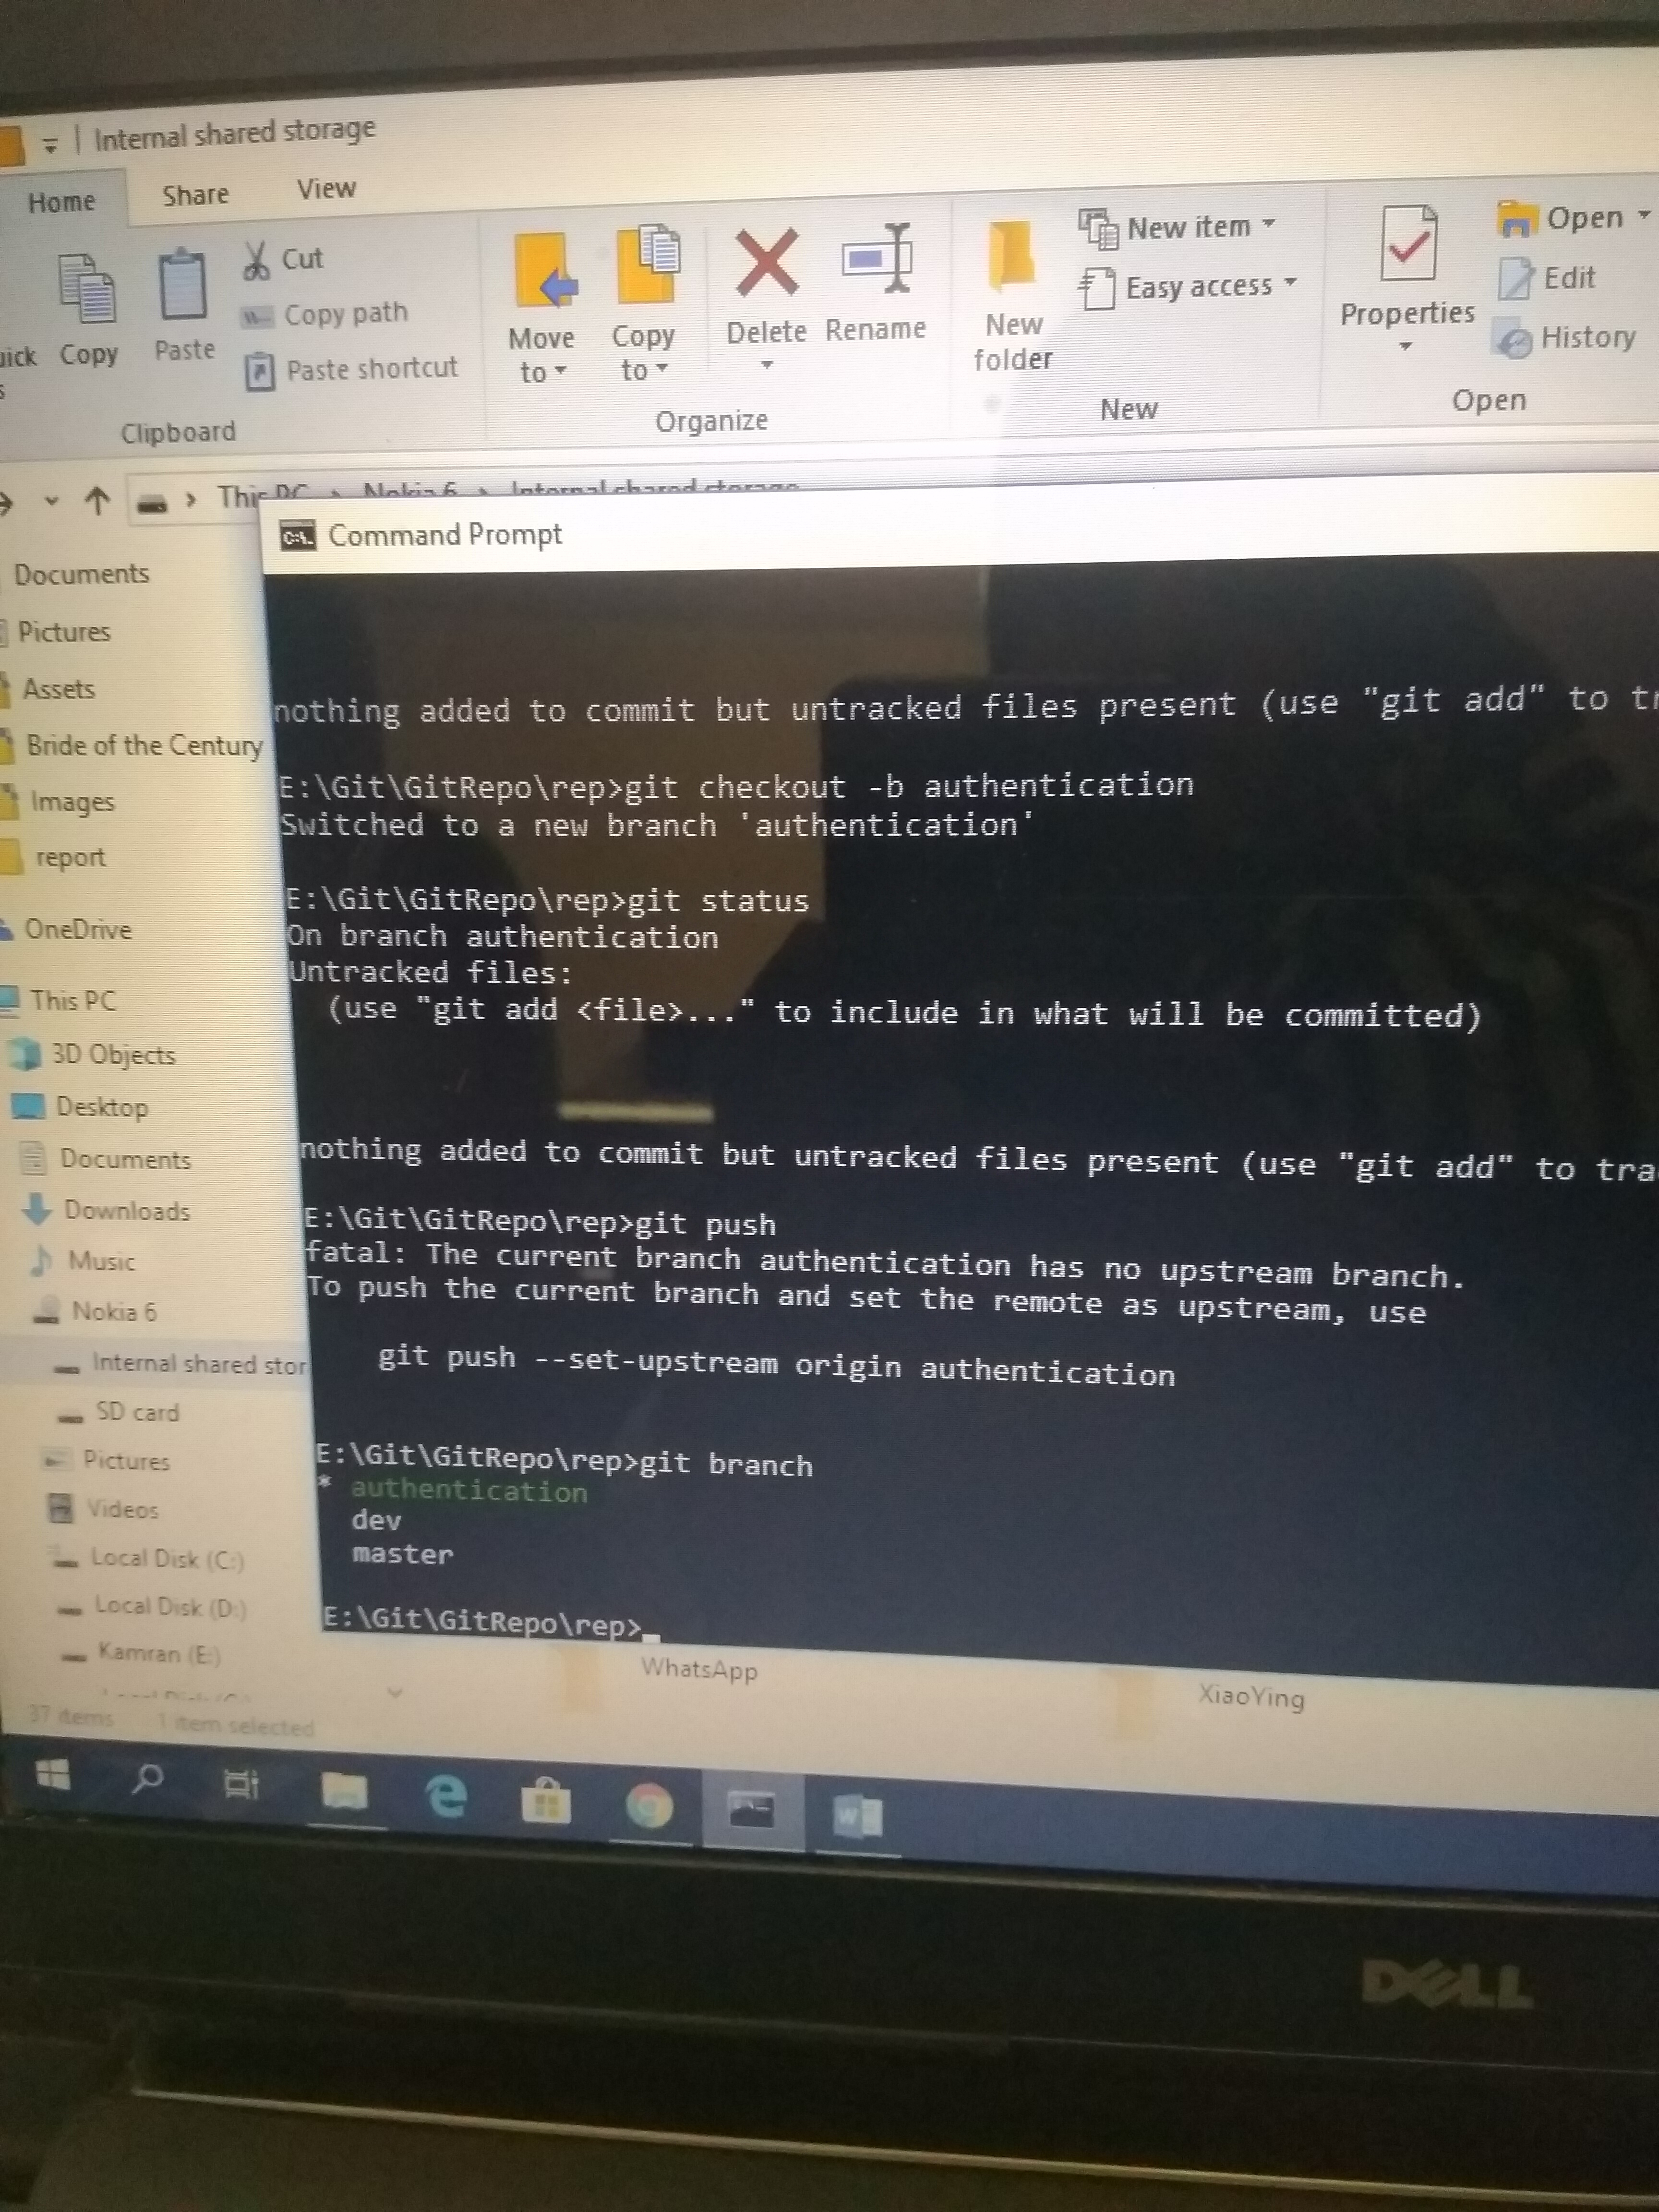 Internal shared storage
Home Share View
Cut
Copy path
Paste shortcut
Copy Paste
Clipboard
Move to
Copy to
Delete Rename
Organize
New folder
New item
Easy access
New
Properties
Open
Edit
History
Open
This PC > Nokia 6 > Internal shared storage
C:\. Command Prompt
Documents
Pictures
Assets
Bride of the Century
Images
report
OneDrive
This PC
3D Objects
Desktop
Documents
Downloads
Music
Nokia 6
Internal shared stor
SD card
Pictures
Videos
Local Disk (C:)
Local Disk (D:)
Kamran (E:)
nothing added to commit but untracked files present (use "git add" to tr
E:\Git\GitRepo\rep>git checkout -b authentication
Switched to a new branch 'authentication'
E:\Git\GitRepo\rep>git status
On branch authentication
Untracked files:
(use "git add <file>..." to include in what will be committed)
nothing added to commit but untracked files present (use "git add" to tra
E:\Git\GitRepo\rep>git push
fatal: The current branch authentication has no upstream branch.
To push the current branch and set the remote as upstream, use
git push --set-upstream origin authentication
E:\Git\GitRepo\rep>git branch
* authentication
dev
master
E:\Git\GitRepo\rep>_
WhatsApp
XiaoYing
37 items 1 item selected
DELL